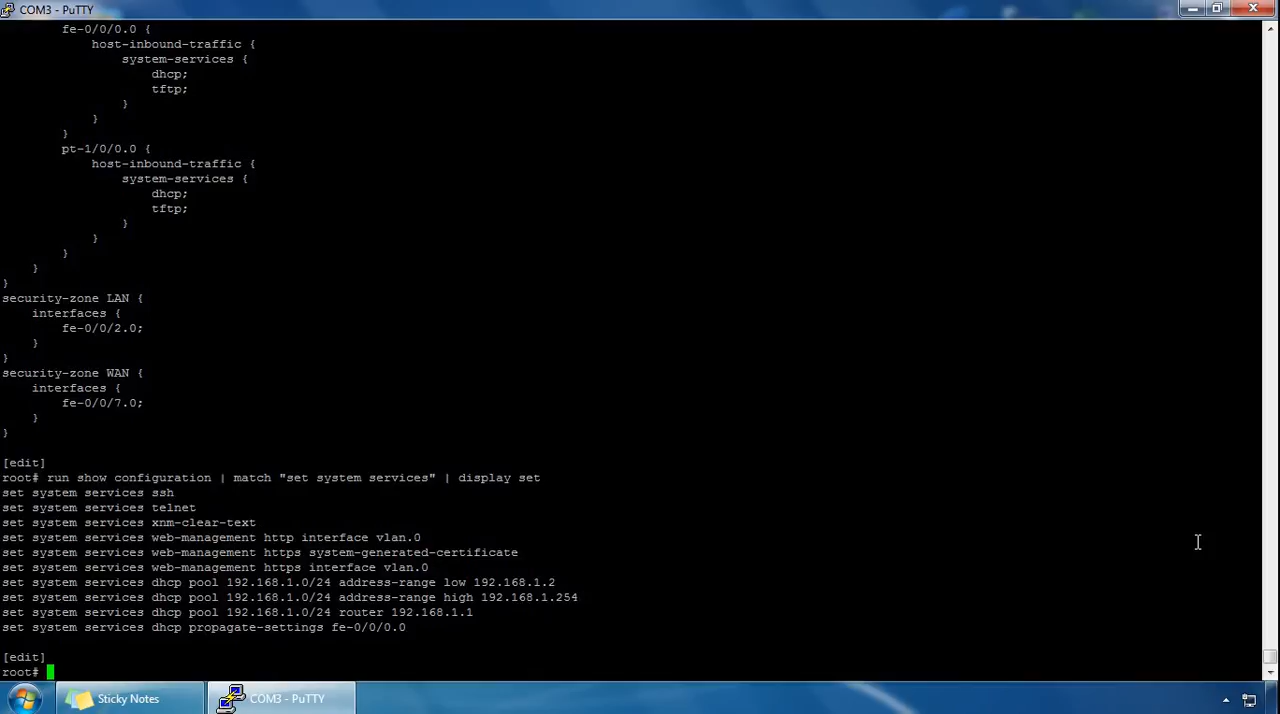 COM3 - PuTTY
fe-0/0/0.0 {
host-inbound-traffic {
system-services {
dhcp;
tftp;
}
}
}
pt-1/0/0.0 {
host-inbound-traffic {
system-services {
dhcp;
tftp;
}
}
}
}
}
security-zone LAN {
interfaces {
fe-0/0/2.0;
}
}
security-zone WAN {
interfaces {
fe-0/0/7.0;
}
}
[edit]
root# run show configuration | match "set system services" | display set
set system services ssh
set system services telnet
set system services xnm-clear-text
set system services web-management http interface vlan.0
set system services web-management https system-generated-certificate
set system services web-management https interface vlan.0
set system services dhcp pool 192.168.1.0/24 address-range low 192.168.1.2
set system services dhcp pool 192.168.1.0/24 address-range high 192.168.1.254
set system services dhcp pool 192.168.1.0/24 router 192.168.1.1
set system services dhcp propagate-settings fe-0/0/0.0
[edit]
root#
Sticky Notes
COM3 - PuTTY